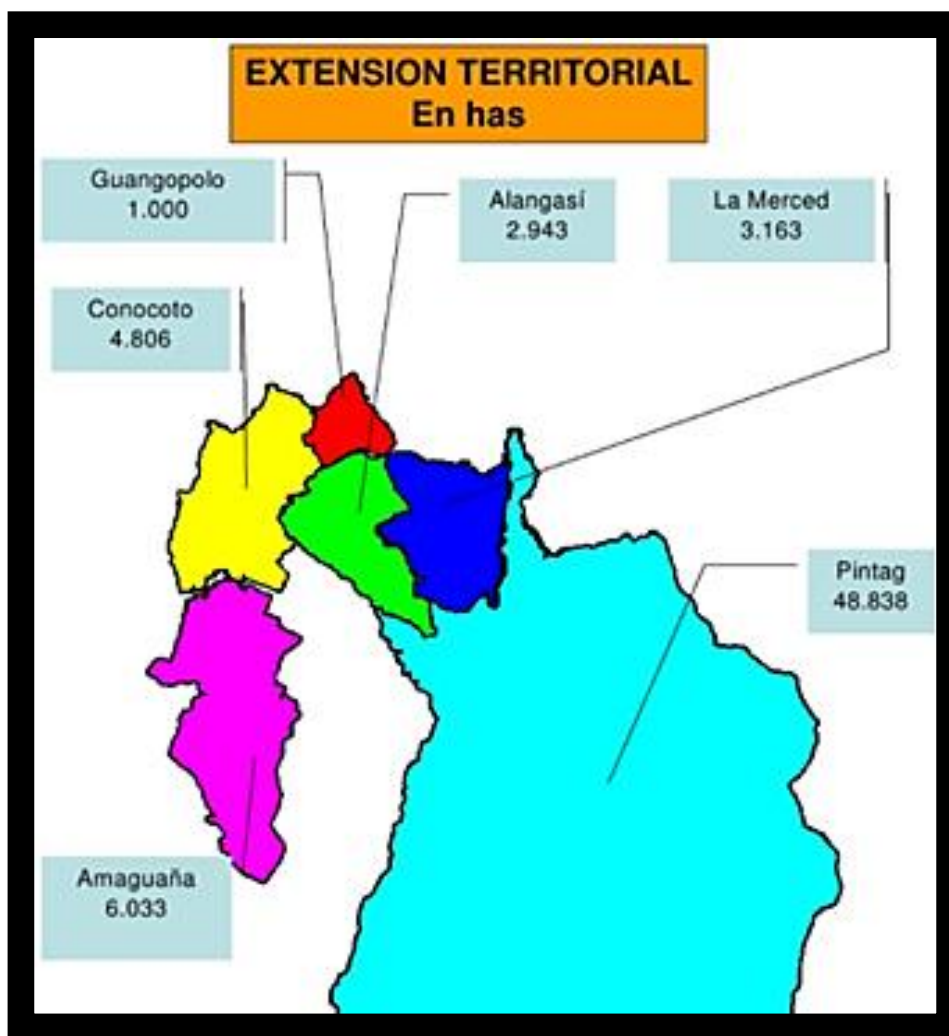 EXTENSION TERRITORIAL
En has
Guangopolo
1.000
Alangasí
2.943
La Merced
3.163
Conocoto
4.806
Pintag
48.838
Amaguaña
6.033